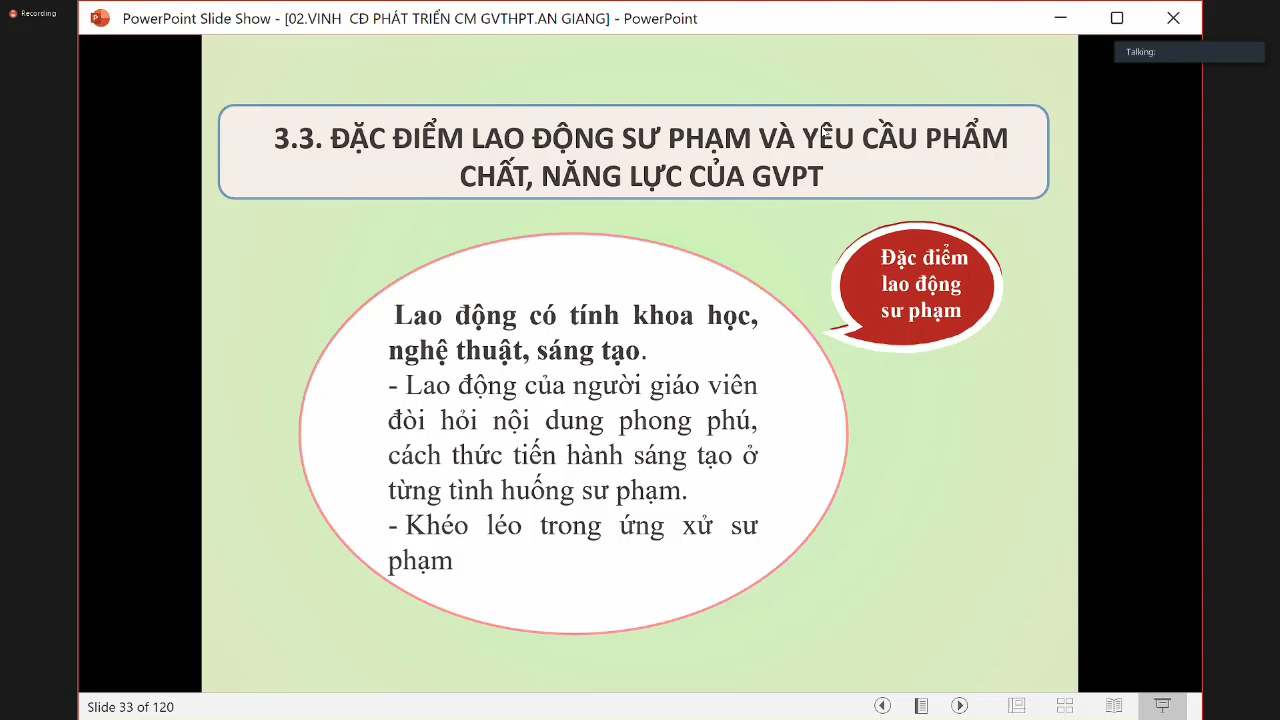 Recording
PowerPoint Slide Show - [02.VINH CĐ PHÁT TRIỂN CM GVTHPT.AN GIANG] - PowerPoint
Talking:
3.3. ĐẶC ĐIỂM LAO ĐỘNG SƯ PHẠM VÀ YÊU CẦU PHẨM
CHẤT, NĂNG LỰC CỦA GVPT
Đặc điểm
lao động
sư phạm
Lao động có tính khoa học,
nghệ thuật, sáng tạo.
- Lao động của người giáo viên
đòi hỏi nội dung phong phú,
cách thức tiến hành sáng tạo ở
từng tình huống sư phạm.
- Khéo léo trong ứng xử sư
phạm
Slide 33 of 120